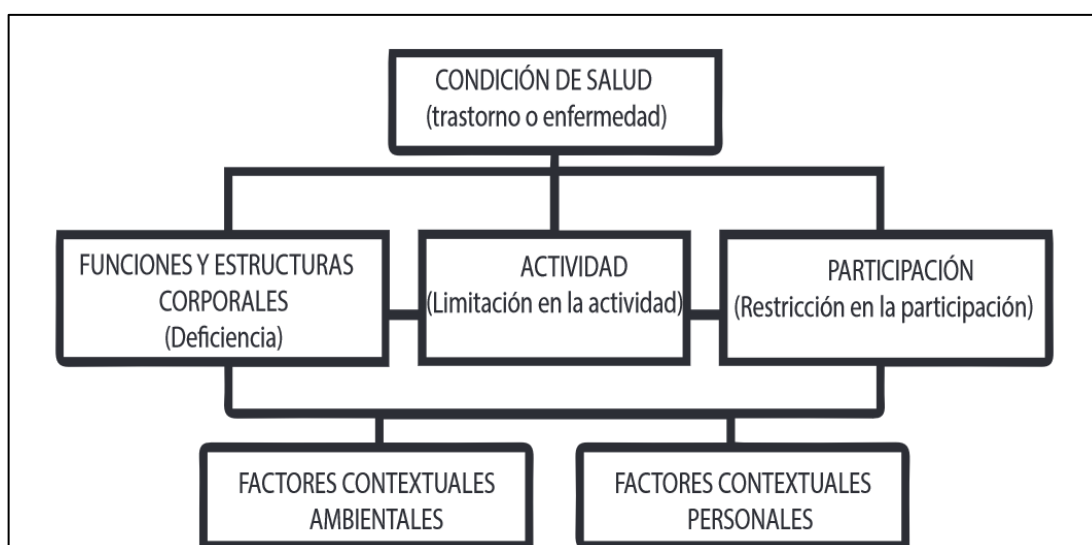 CONDICIÓN DE SALUD
(trastorno o enfermedad)
FUNCIONES Y ESTRUCTURAS
CORPORALES
(Deficiencia)
ACTIVIDAD
(Limitación en la actividad)
PARTICIPACIÓN
(Restricción en la participación)
FACTORES CONTEXTUALES
AMBIENTALES
FACTORES CONTEXTUALES
PERSONALES